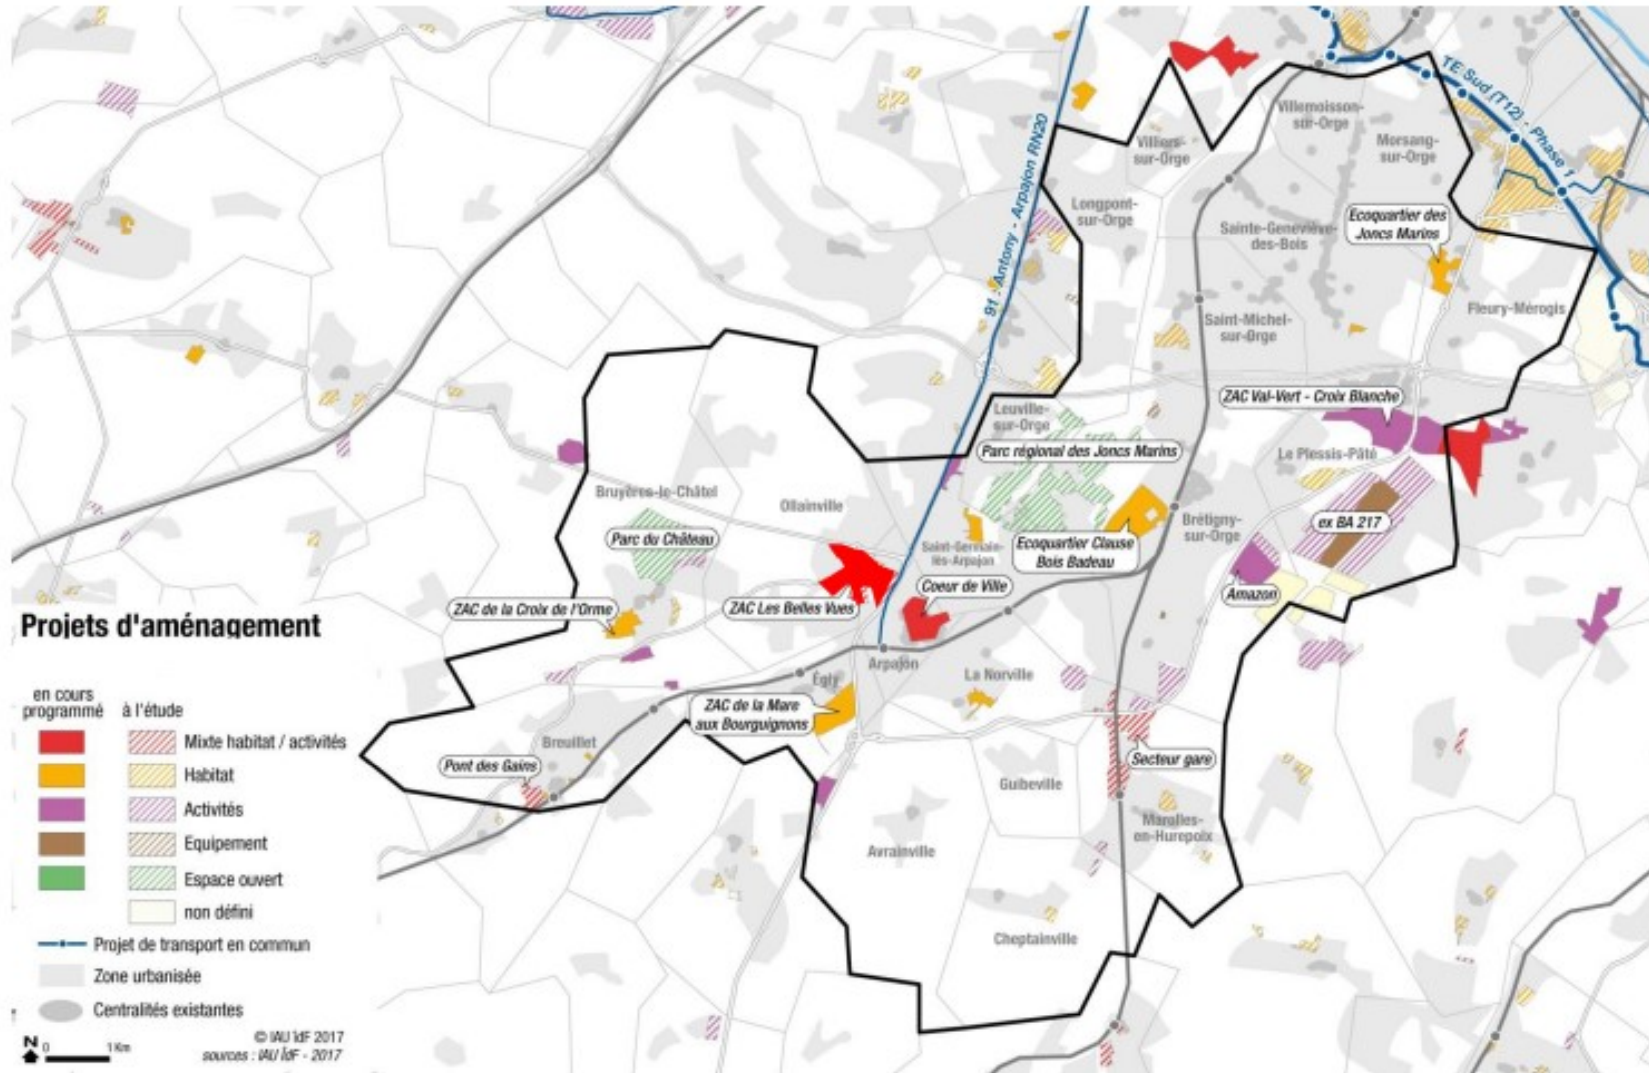 TE Sud (T12) - Phase 1
91 : Antony - Arpajon RN20
Villemoisson-
sur-Orge
Morsang-
sur-Orge
Villiers-
sur-Orge
Longpont-
sur-Orge
Sainte-Geneviève-
des-Bois
Ecoquartier des
Joncs Marins
Fleury-Mérogis
Saint-Michel-
sur-Orge
ZAC Val-Vert - Croix Blanche
Leuville-
sur-Orge
Parc régional des Joncs Marins
Le Plessis-Pâté
Bruyères-le-Châtel
Ollainville
ex BA 217
Brétigny-
sur-Orge
Parc du Château
Saint-Germain-
lès-Arpajon
Ecoquartier Clause
Bois Badeau
Coeur de Ville
Amazon
ZAC de la Croix de l'Orme
ZAC Les Belles Vues
Arpajon
Égly
La Norville
ZAC de la Mare
aux Bourguignons
Breuillet
Pont des Gains
Secteur gare
Guibeville
Marolles-
en-Hurepoix
Avrainville
Cheptainville
Projets d'aménagement
en cours
programmé
à l'étude
Mixte habitat / activités
Habitat
Activités
Equipement
Espace ouvert
non défini
Projet de transport en commun
Zone urbanisée
Centralités existantes
N
0 1 Km
© IAU îdF 2017
sources : IAU îdF - 2017